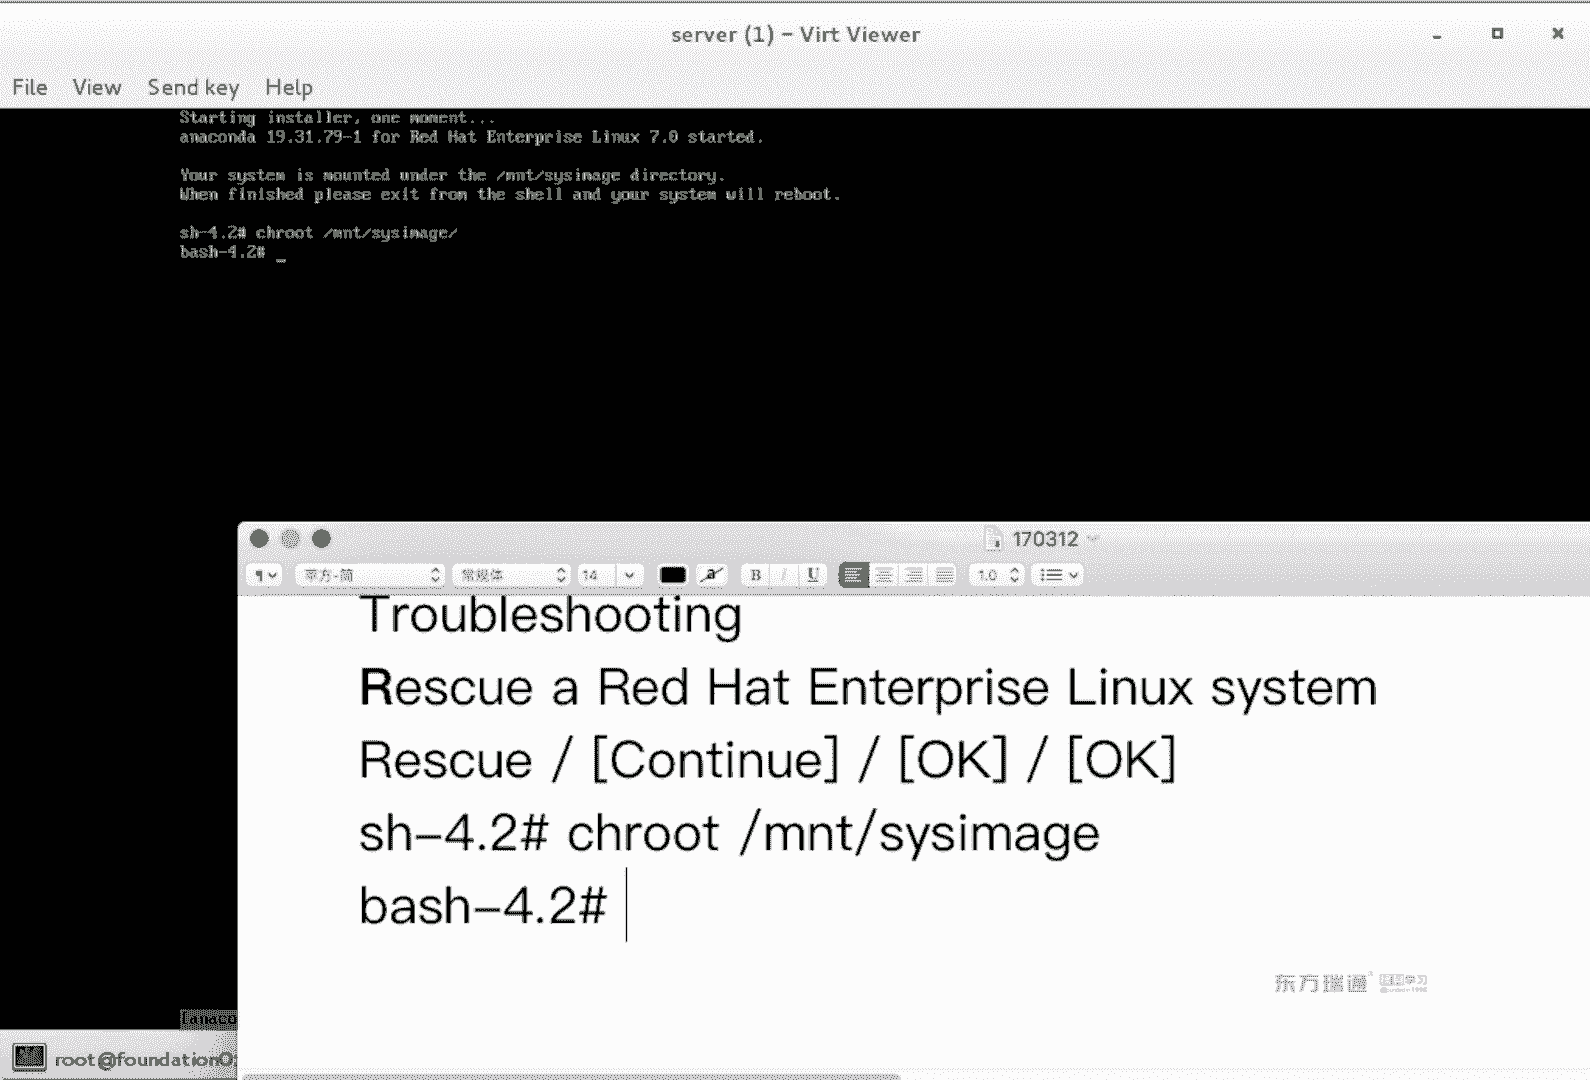 server (1) – Virt Viewer
File View Send key Help
Starting installer, one moment...
anaconda 19.31.79-1 for Red Hat Enterprise Linux 7.0 started.
Your system is mounted under the /mnt/sysimage directory.
When finished please exit from the shell and your system will reboot.
sh-4.2# chroot /mnt/sysimage/
bash-4.2# _
170312
苹方-简 常规体 14 a B I U 1.0
Troubleshooting
Rescue a Red Hat Enterprise Linux system
Rescue / [Continue] / [OK] / [OK]
sh–4.2# chroot /mnt/sysimage
bash–4.2#
东方瑞通
[anaco
root@foundation0: